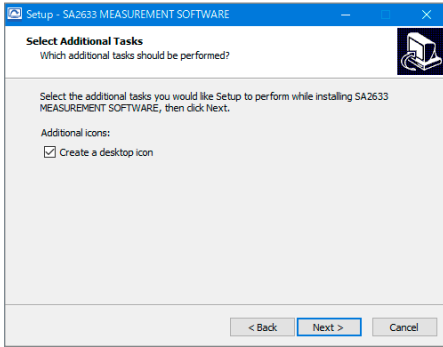 Setup - SA2633 MEASUREMENT SOFTWARE
Select Additional Tasks
Which additional tasks should be performed?
Select the additional tasks you would like Setup to perform while installing SA2633
MEASUREMENT SOFTWARE, then click Next.
Additional icons:
Create a desktop icon
< Back Next > Cancel